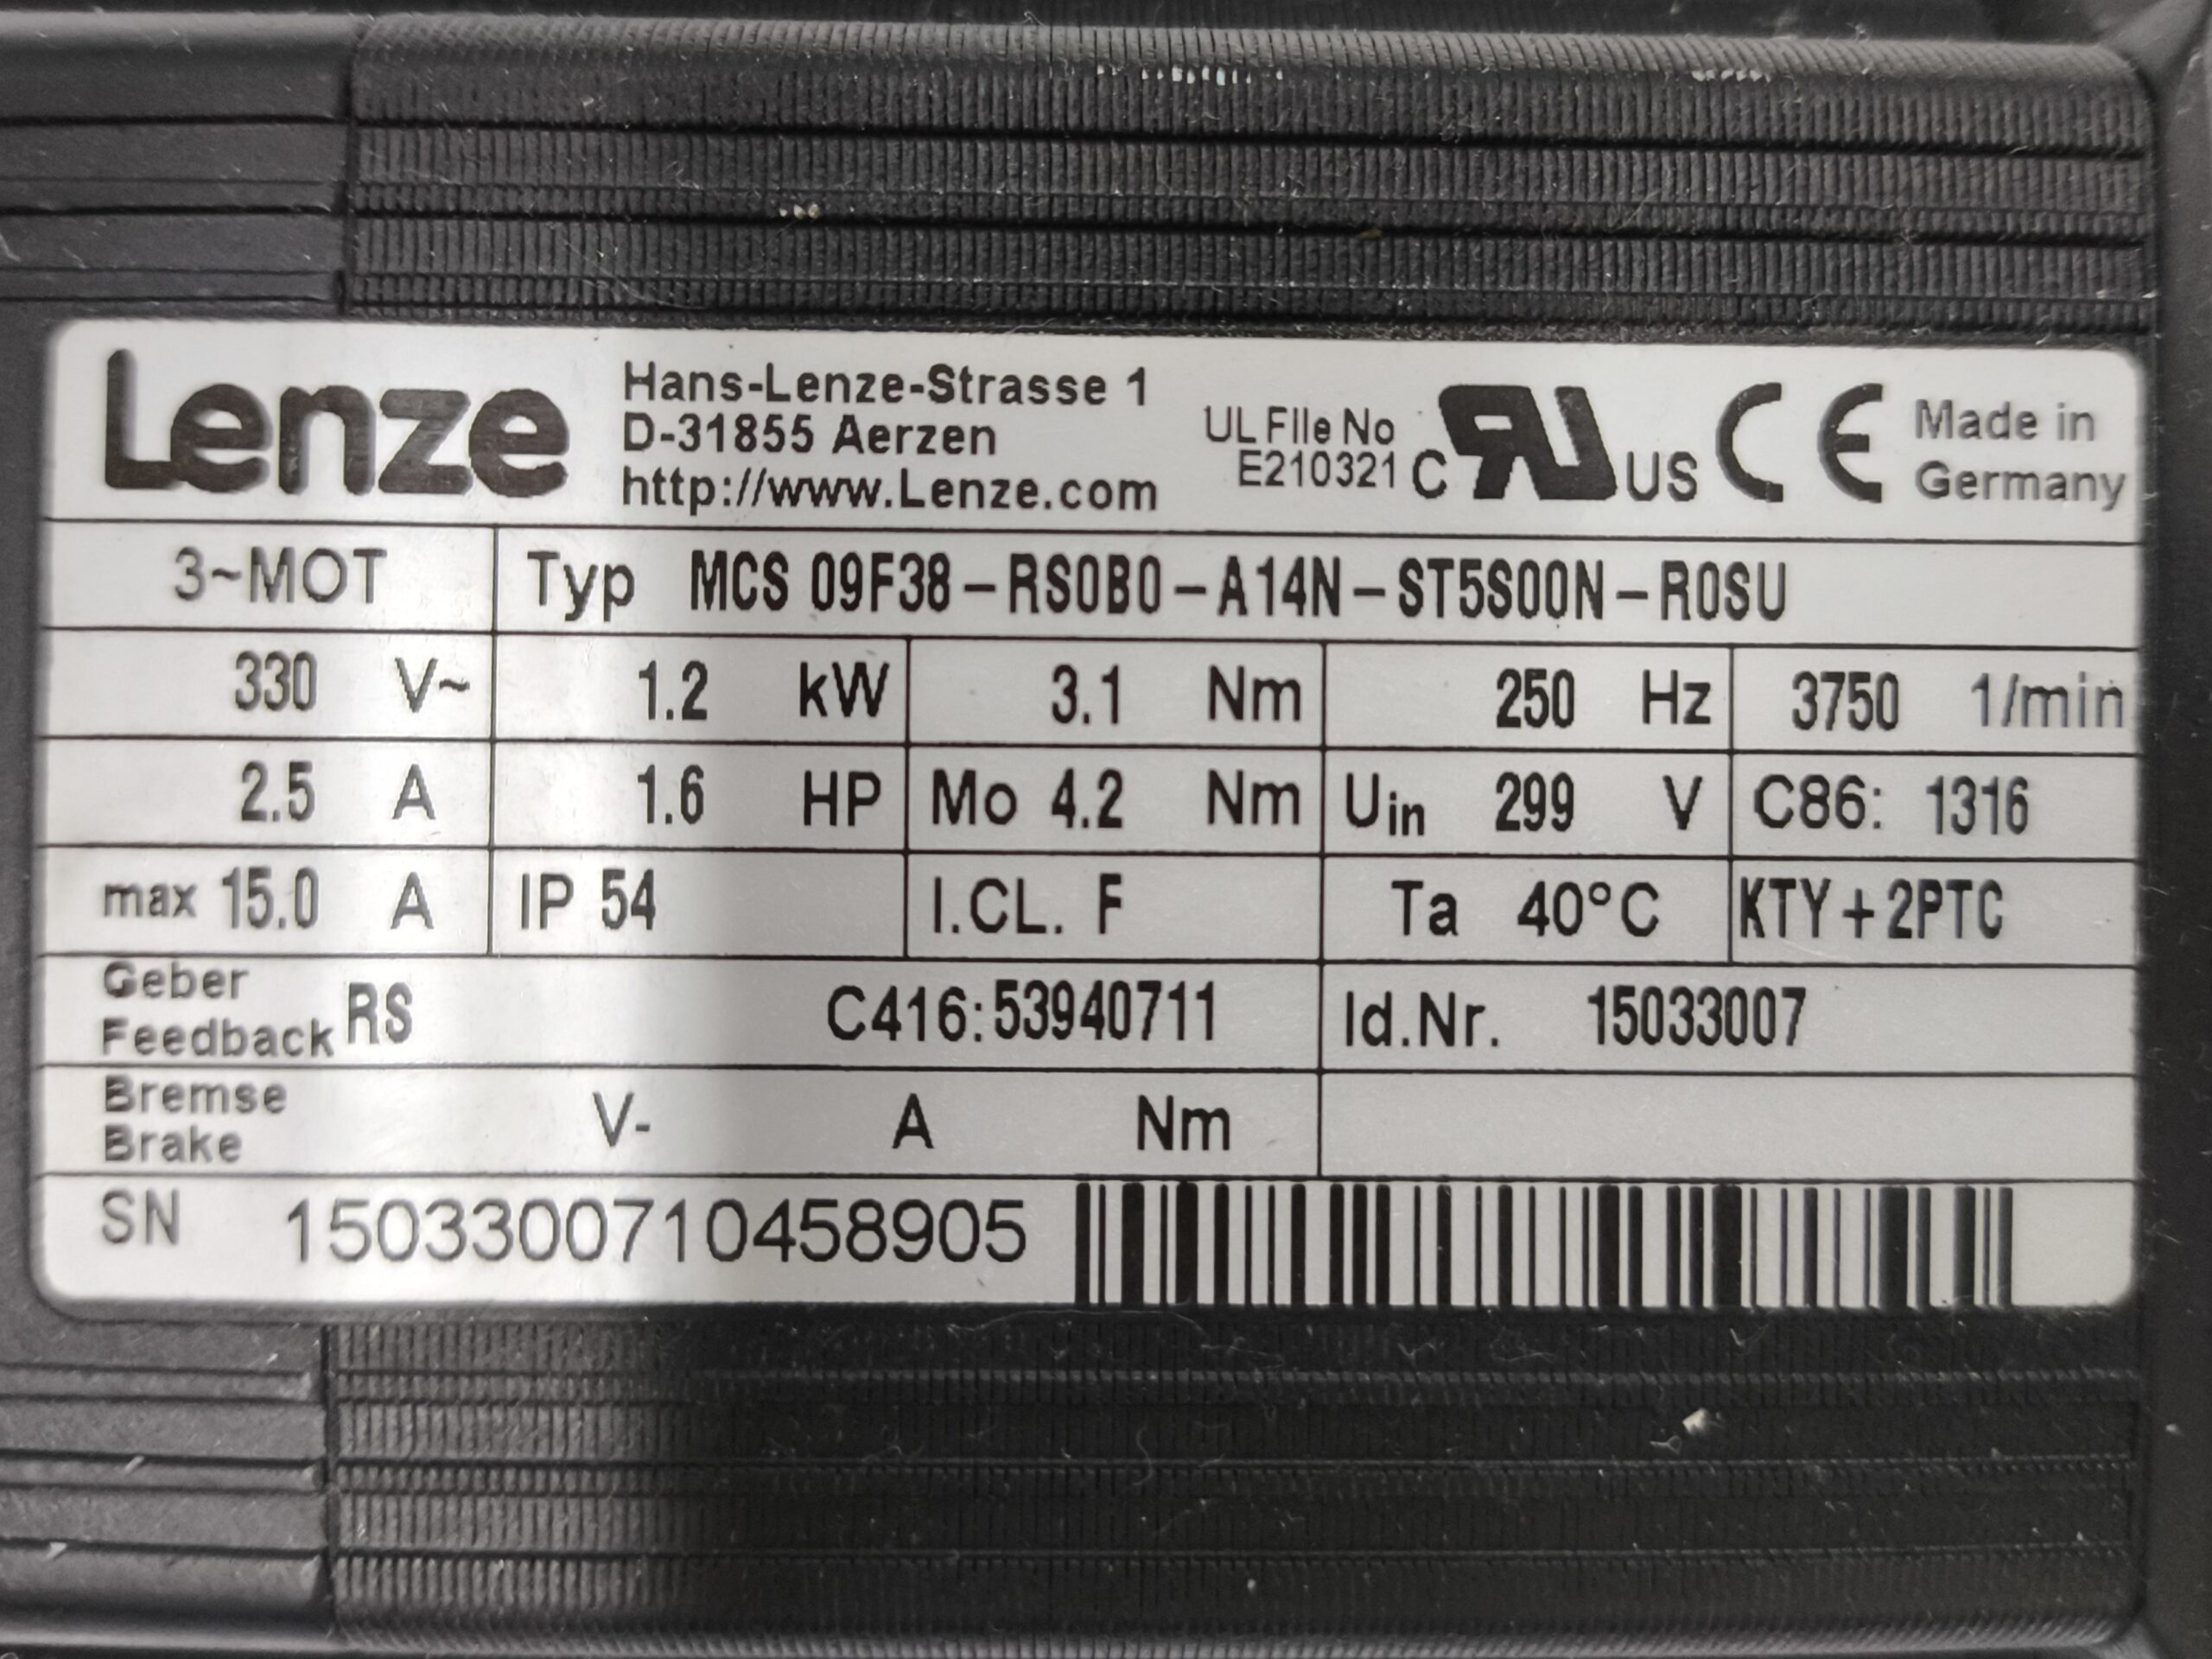 Lenze
Hans-Lenze-Strasse 1
D-31855 Aerzen
http://www.Lenze.com
UL File No
E210321
c RU US CE
Made in
Germany
3~MOT Typ MCS 09F38-RS0B0-A14N-ST5S00N-R0SU
330 V~ 1.2 kW 3.1 Nm 250 Hz 3750 1/min
2.5 A 1.6 HP Mo 4.2 Nm Uin 299 V C86: 1316
max 15.0 A IP 54 I.CL. F Ta 40°C KTY+2PTC
Geber
Feedback RS C416:53940711 Id.Nr. 15033007
Bremse
Brake V- A Nm
SN 1503300710458905